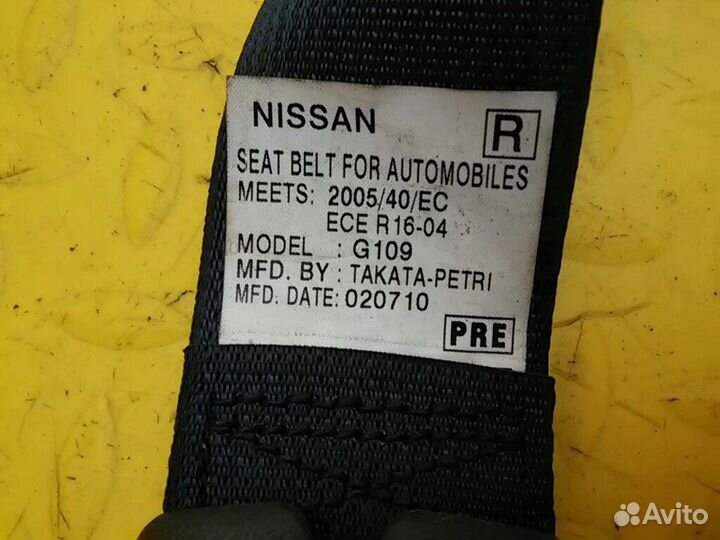 NISSAN R
SEAT BELT FOR AUTOMOBILES
MEETS: 2005/40/EC
ECE R16-04
MODEL : G109
MFD. BY : TAKATA-PETRI
MFD. DATE: 020710
PRE
Avito